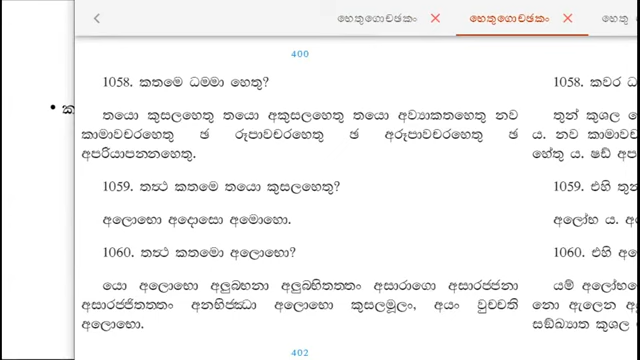 හෙතුගොච්ඡකං ✕ හෙතුගොච්ඡකං ✕ හෙතු
400
1058. කතමෙ ධම්මා හෙතු?
තයො කුසලහෙතු තයො අකුසලහෙතු තයො අව්‍යාකතහෙතු නව
කාමාවචරහෙතු ඡ රූපාවචරහෙතු ඡ අරූපාවචරහෙතු ඡ
අපරියාපන්නහෙතු.
1059. තත්‍ථ කතමෙ තයො කුසලහෙතු?
අලොභො අදොසො අමොහො.
1060. තත්‍ථ කතමො අලොභො?
යො අලොභො අලුබ්භනා අලුබ්භිතත්තං අසාරාගො අසාරජ්ජනා
අසාරජ්ජිතත්තං අනභිජ්ඣා අලොභො කුසලමූලං, අයං වුච්චති
අලොභො.
402
1058. කවර
තුන් කුශල
ය. නව කාමාවච
හේතු ය. ෂඩ් අප
1059. එහි තුන්
අලෝභ ය.
1060. එහි
යම් අලෝභ
නො ඇලෙන
සඞ්ඛ්‍යාත කුශල